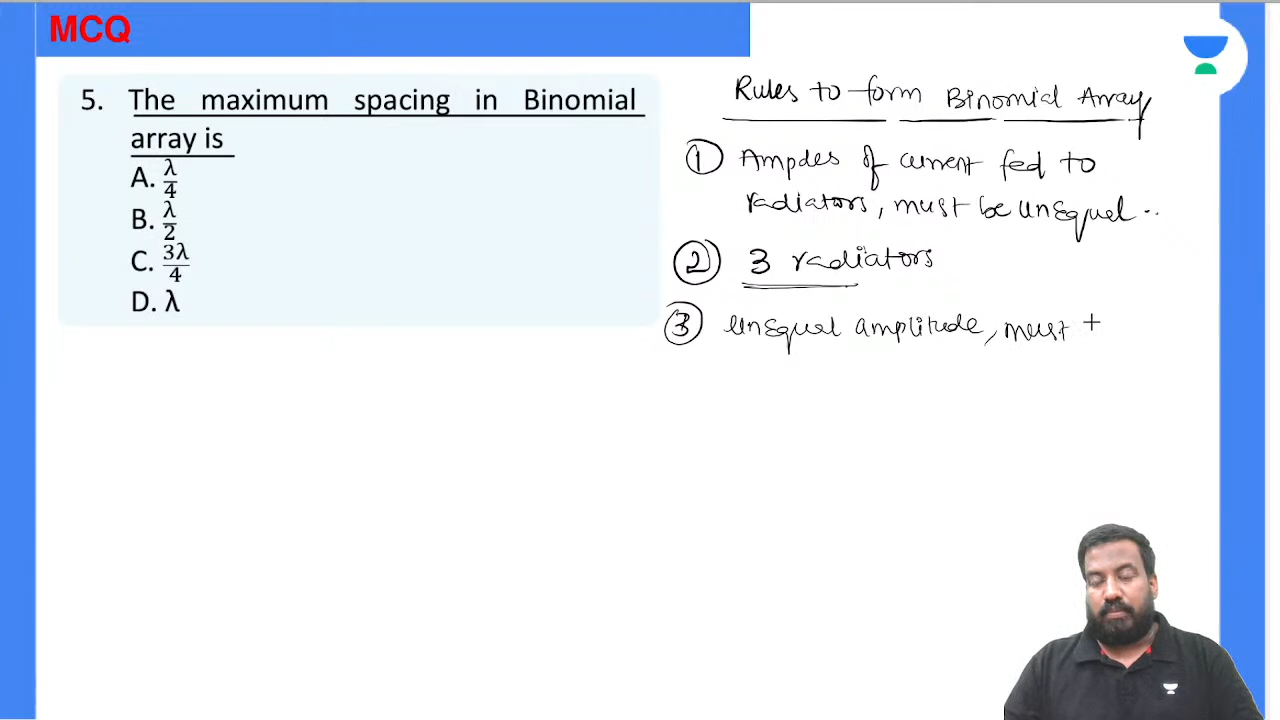 MCQ
5. The maximum spacing in Binomial
array is
A. λ/4
B. λ/2
C. 3λ/4
D. λ
Rules to form Binomial Array
① Ampdes of current fed to
radiators, must be unequal..
② 3 radiators
③ UnEqual amplitude, must t